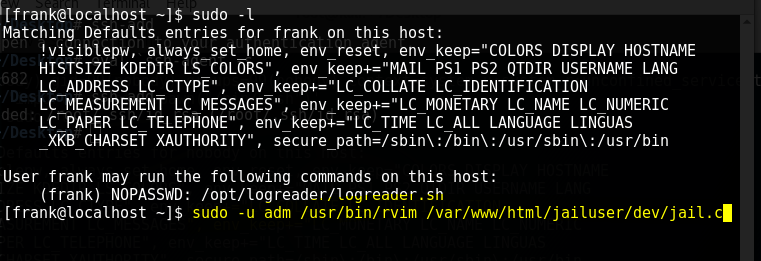 [frank@localhost ~]$ sudo -l
Matching Defaults entries for frank on this host:
    !visiblepw, always_set_home, env_reset, env_keep="COLORS DISPLAY HOSTNAME
    HISTSIZE KDEDIR LS_COLORS", env_keep+="MAIL PS1 PS2 QTDIR USERNAME LANG
    LC_ADDRESS LC_CTYPE", env_keep+="LC_COLLATE LC_IDENTIFICATION
    LC_MEASUREMENT LC_MESSAGES", env_keep+="LC_MONETARY LC_NAME LC_NUMERIC
    LC_PAPER LC_TELEPHONE", env_keep+="LC_TIME LC_ALL LANGUAGE LINGUAS
    _XKB_CHARSET XAUTHORITY", secure_path=/sbin\:/bin\:/usr/sbin\:/usr/bin

User frank may run the following commands on this host:
    (frank) NOPASSWD: /opt/logreader/logreader.sh
[frank@localhost ~]$ sudo -u adm /usr/bin/rvim /var/www/html/jailuser/dev/jail.c